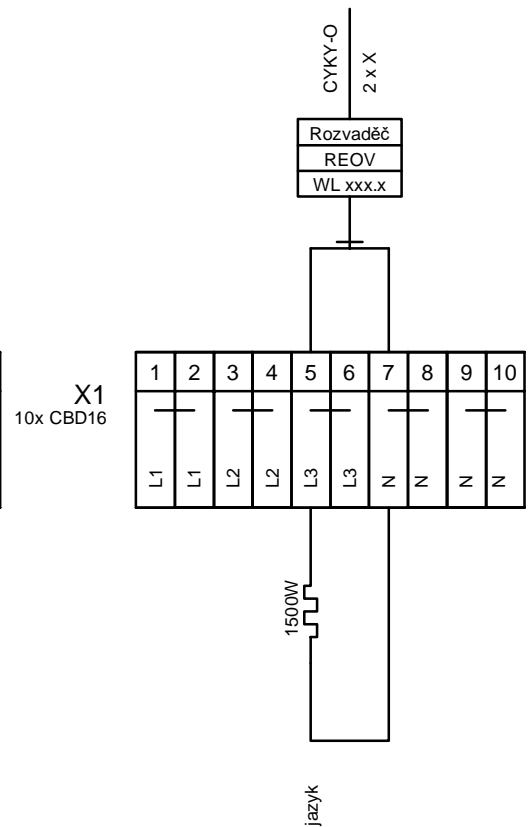 CYKY-O
2 x X
Rozvaděč
REOV
WL xxx.x
X1
10x CBD16
1 2 3 4 5 6 7 8 9 10
L1 L1 L2 L2 L3 L3 N N N N
1500W
jazyk